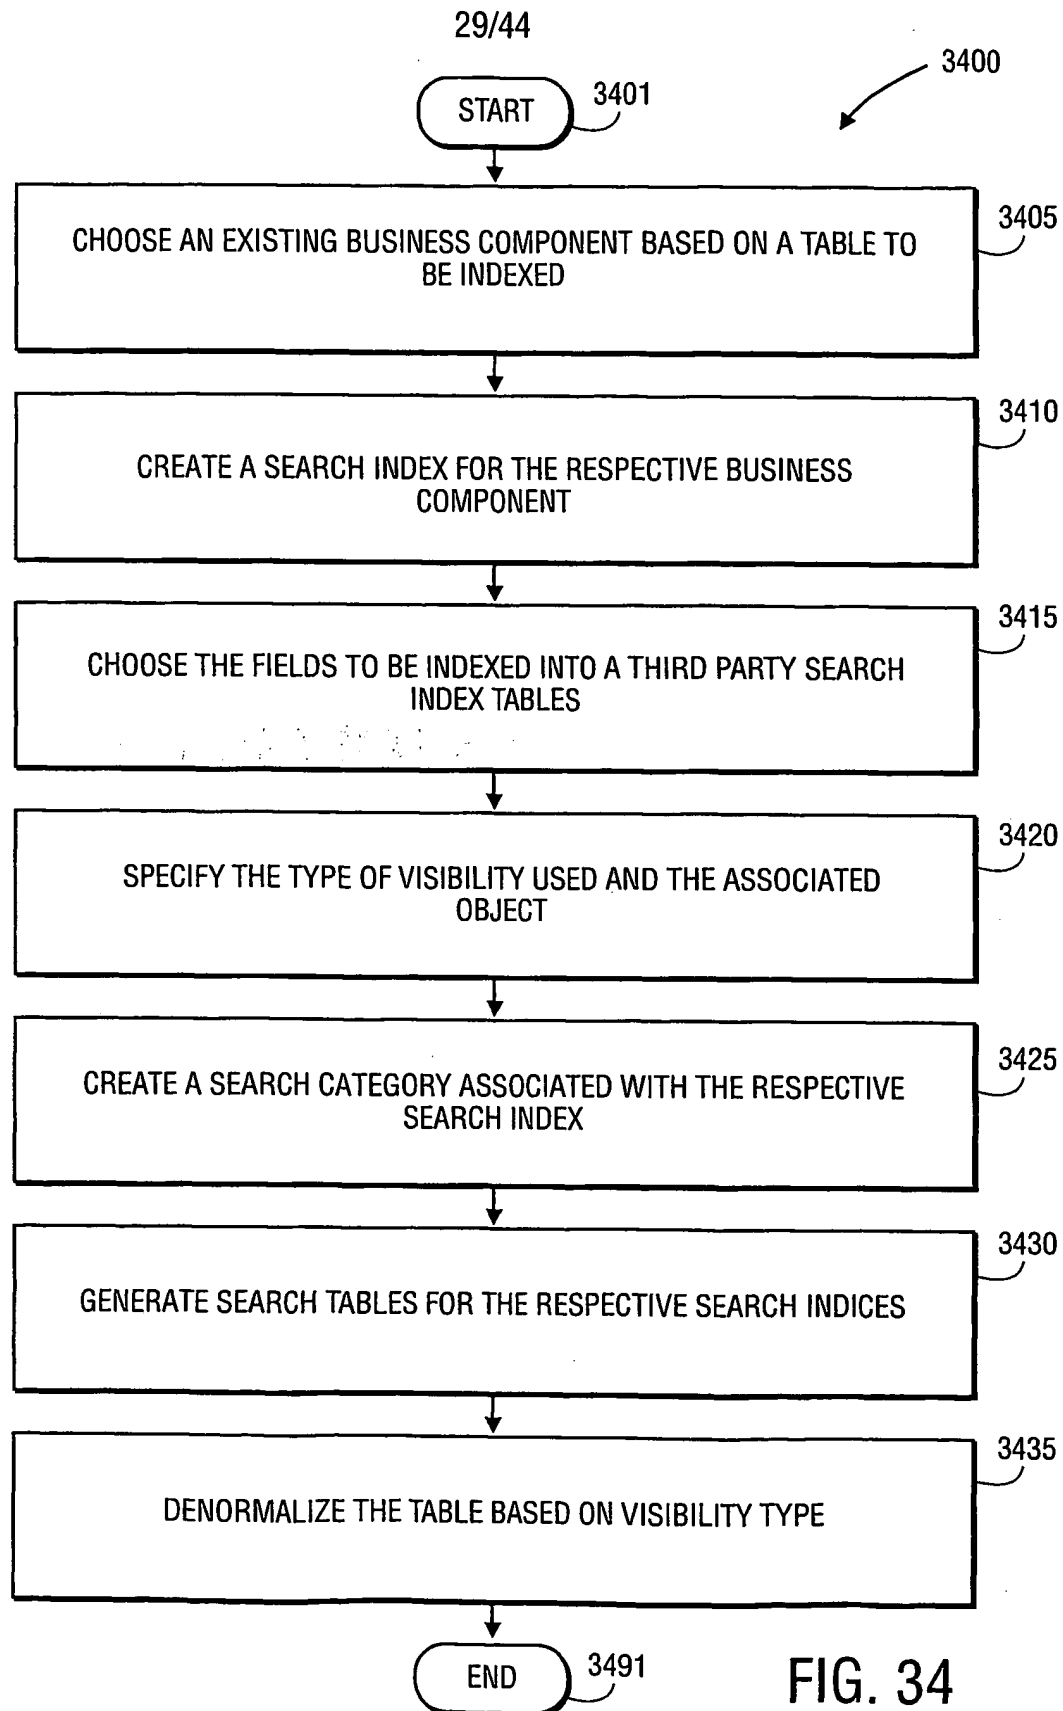 29/44
3400
START
3401
3405
CHOOSE AN EXISTING BUSINESS COMPONENT BASED ON A TABLE TO
BE INDEXED
3410
CREATE A SEARCH INDEX FOR THE RESPECTIVE BUSINESS
COMPONENT
3415
CHOOSE THE FIELDS TO BE INDEXED INTO A THIRD PARTY SEARCH
INDEX TABLES
3420
SPECIFY THE TYPE OF VISIBILITY USED AND THE ASSOCIATED
OBJECT
3425
CREATE A SEARCH CATEGORY ASSOCIATED WITH THE RESPECTIVE
SEARCH INDEX
3430
GENERATE SEARCH TABLES FOR THE RESPECTIVE SEARCH INDICES
3435
DENORMALIZE THE TABLE BASED ON VISIBILITY TYPE
END
3491
FIG. 34